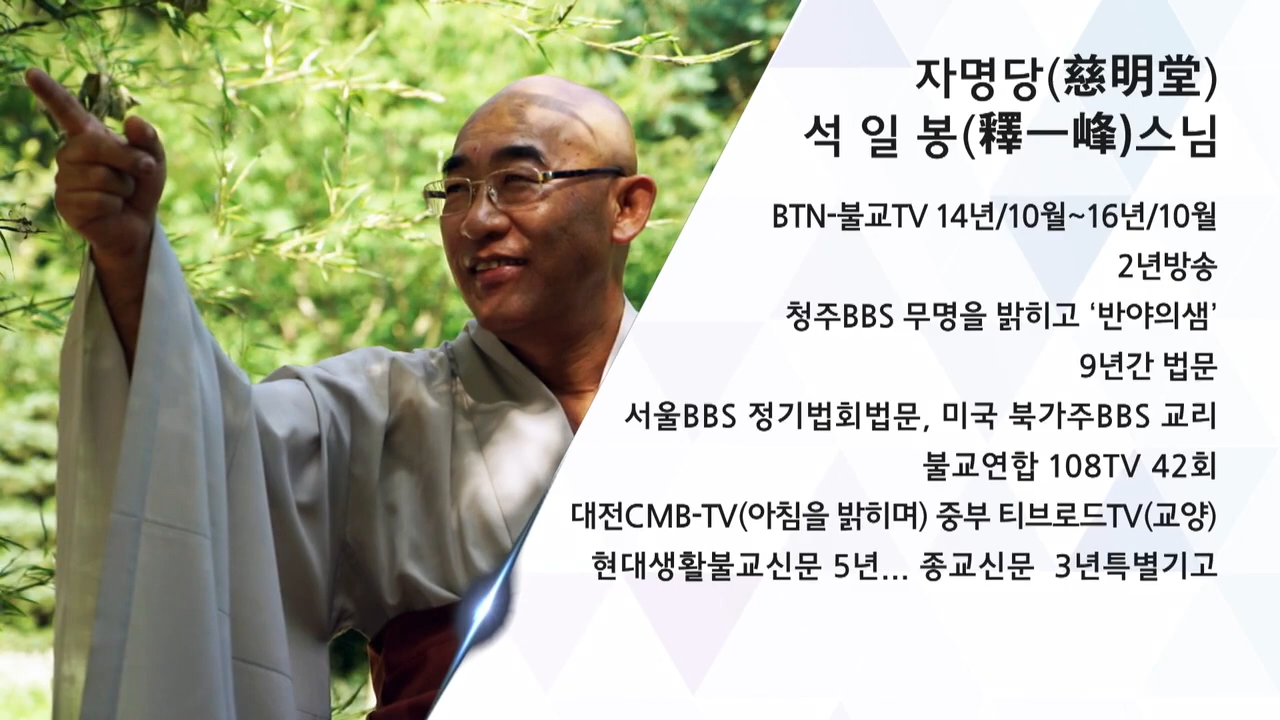 자명당(慈明堂)
석 일 봉(釋一峰)스님
BTN-불교TV 14년/10월~16년/10월
2년방송
청주BBS 무명을 밝히고 ‘반야의샘’
9년간 법문
서울BBS 정기법회법문, 미국 북가주BBS 교리
불교연합 108TV 42회
대전CMB-TV(아침을 밝히며) 중부 티브로드TV(교양)
현대생활불교신문 5년... 종교신문 3년특별기고